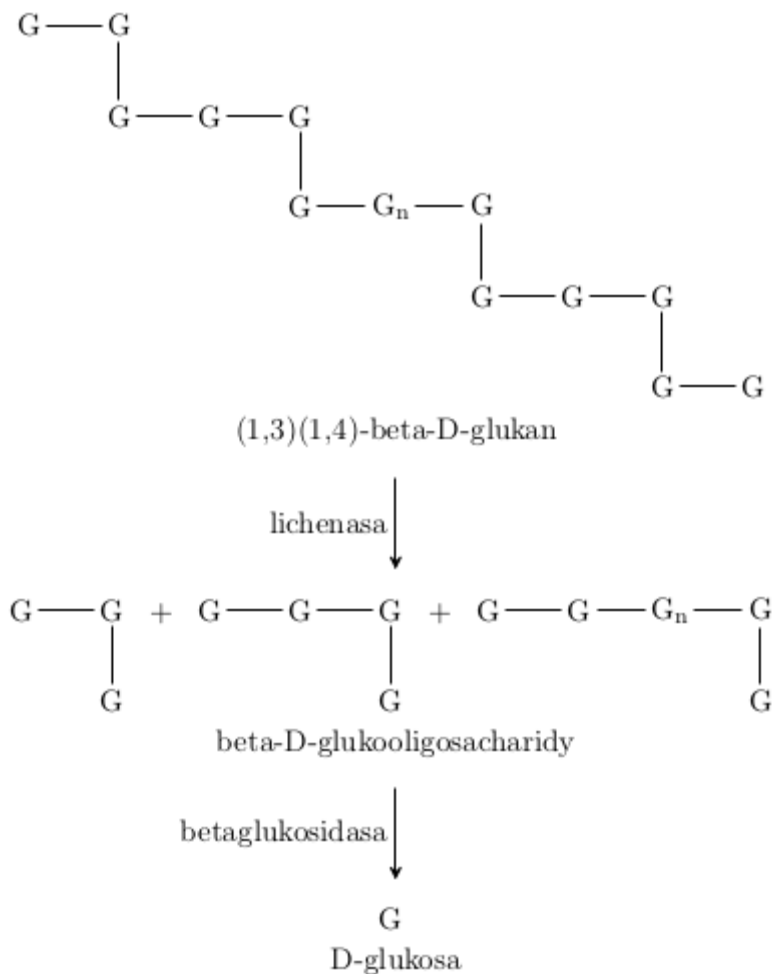 G G
G G G
G Gn G
G G G
G G
(1,3)(1,4)-beta-D-glukan
lichenasa
G G + G G G + G G Gn G
G G G
beta-D-glukooligosacharidy
betaglukosidasa
G
D-glukosa